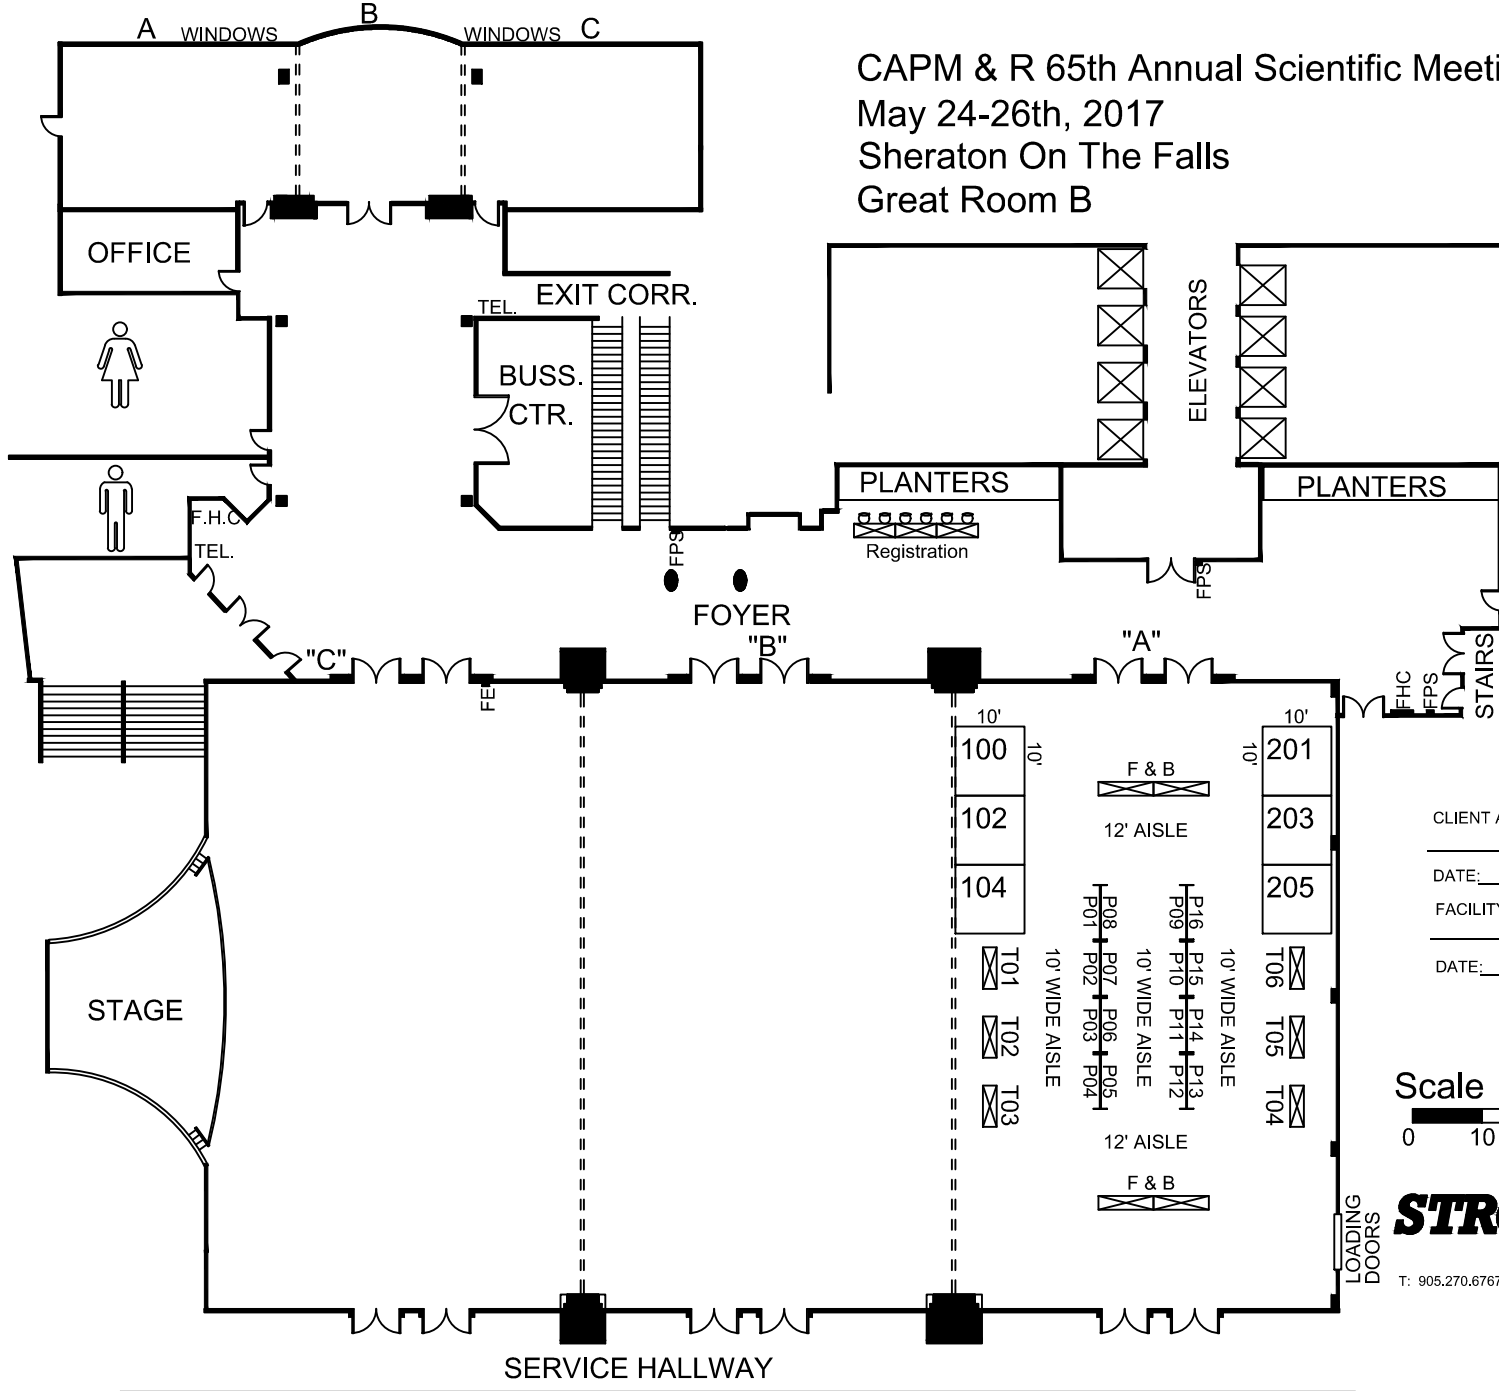 A WINDOWS B WINDOWS C
CAPM & R 65th Annual Scientific
May 24-26th, 2017
Sheraton On The Falls
Great Room B
OFFICE
EXIT CORR.
TEL.
ELEVATORS
BUSS.
CTR.
PLANTERS
PLANTERS
F.H.C
TEL.
FPS
Registration
FPS
FOYER
"C"
"B"
"A"
STAIRS
FHC
FPS
FE
10'
10'
100
10'
10'
201
F & B
102
12' AISLE
203
104
205
CLIENT
DATE:
FACILITY
DATE:
P01
P08
P09
P16
P02
P07
P10
P15
P03
P06
P11
P14
P04
P05
P12
P13
T01
T02
T03
10' WIDE AISLE
10' WIDE AISLE
10' WIDE AISLE
T06
T05
T04
STAGE
12' AISLE
F & B
Scale
0 10
LOADING
DOORS
T: 905.270.6767
SERVICE HALLWAY